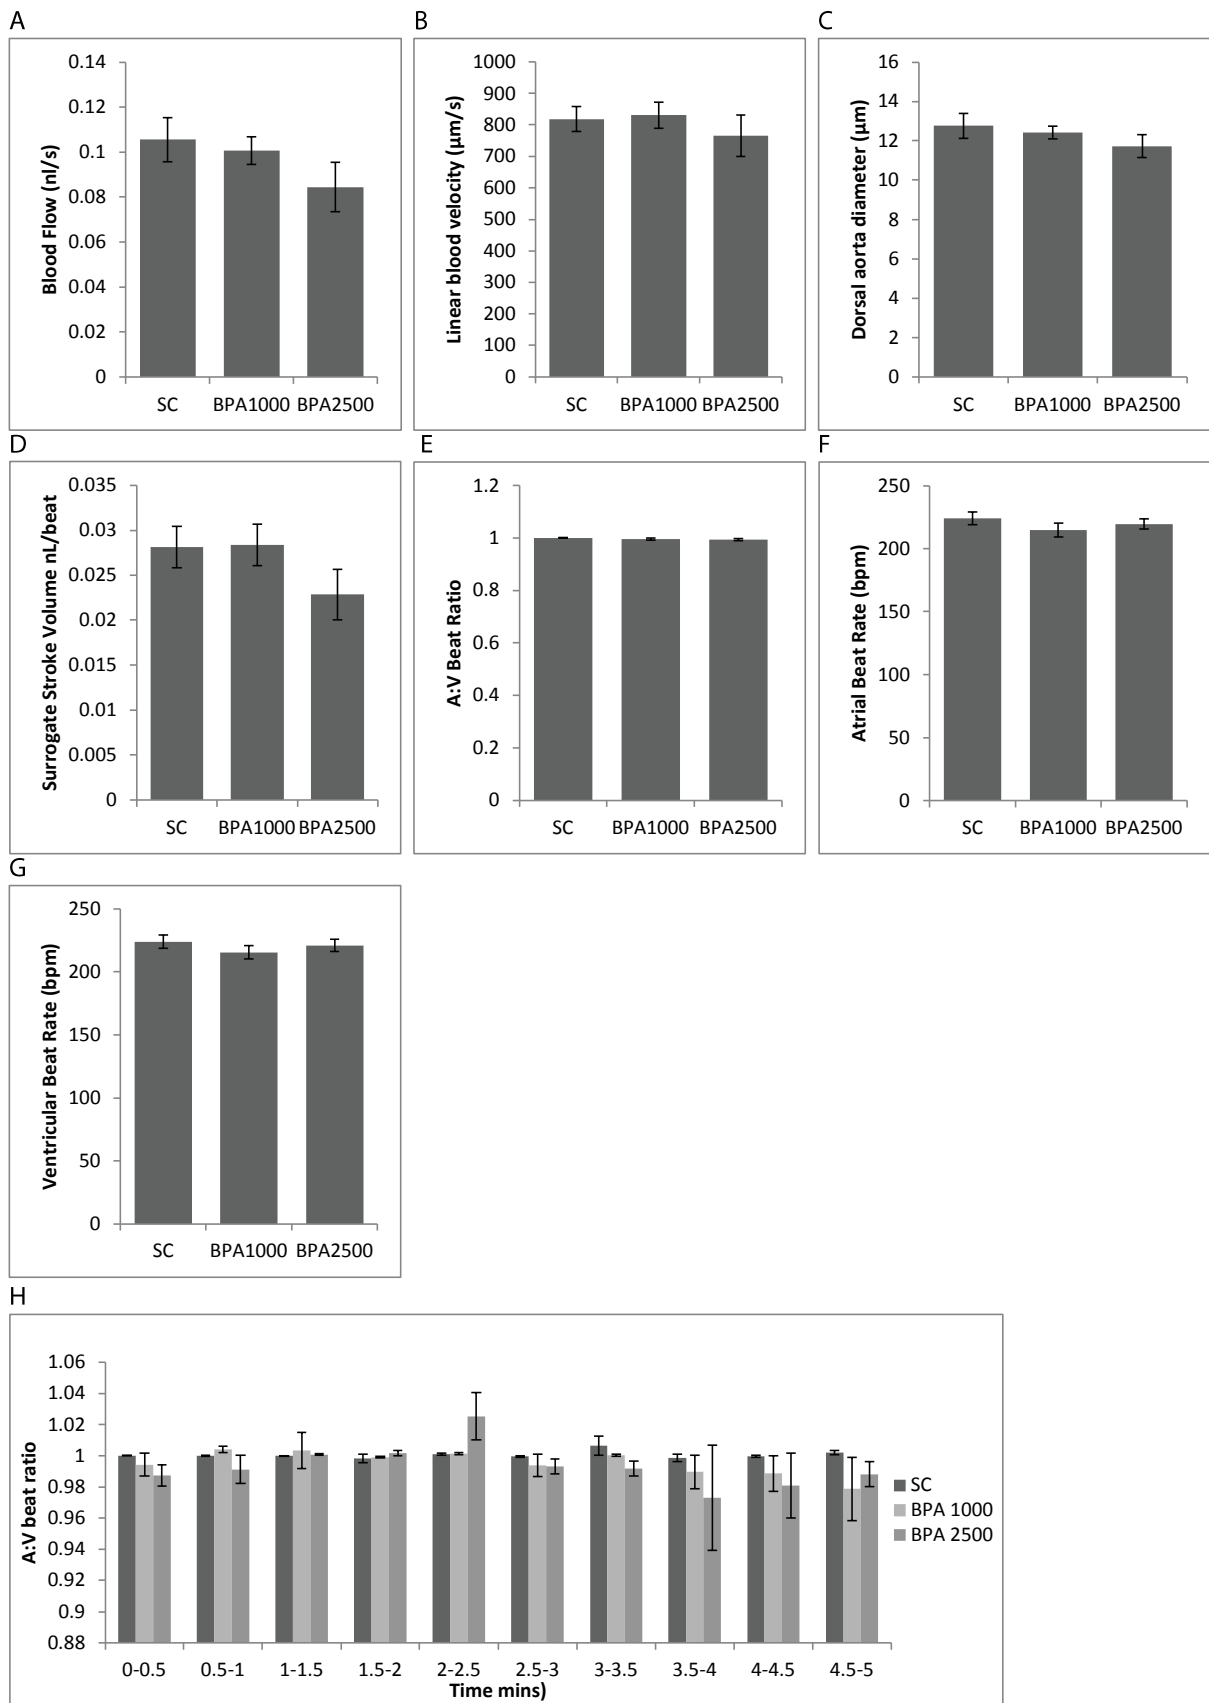 A
B
C
Blood Flow (nl/s)
0.14
0.12
0.1
0.08
0.06
0.04
0.02
0
SC BPA1000 BPA2500
Linear blood velocity (µm/s)
1000
900
800
700
600
500
400
300
200
100
0
SC BPA1000 BPA2500
Dorsal aorta diameter (µm)
16
14
12
10
8
6
4
2
0
SC BPA1000 BPA2500
D
E
F
Surrogate Stroke Volume nL/beat
0.035
0.03
0.025
0.02
0.015
0.01
0.005
0
SC BPA1000 BPA2500
A:V Beat Ratio
1.2
1
0.8
0.6
0.4
0.2
0
SC BPA1000 BPA2500
Atrial Beat Rate (bpm)
250
200
150
100
50
0
SC BPA1000 BPA2500
G
Ventricular Beat Rate (bpm)
250
200
150
100
50
0
SC BPA1000 BPA2500
H
A:V beat ratio
1.06
1.04
1.02
1
0.98
0.96
0.94
0.92
0.9
0.88
0-0.5 0.5-1 1-1.5 1.5-2 2-2.5 2.5-3 3-3.5 3.5-4 4-4.5 4.5-5
Time mins)
SC
BPA 1000
BPA 2500